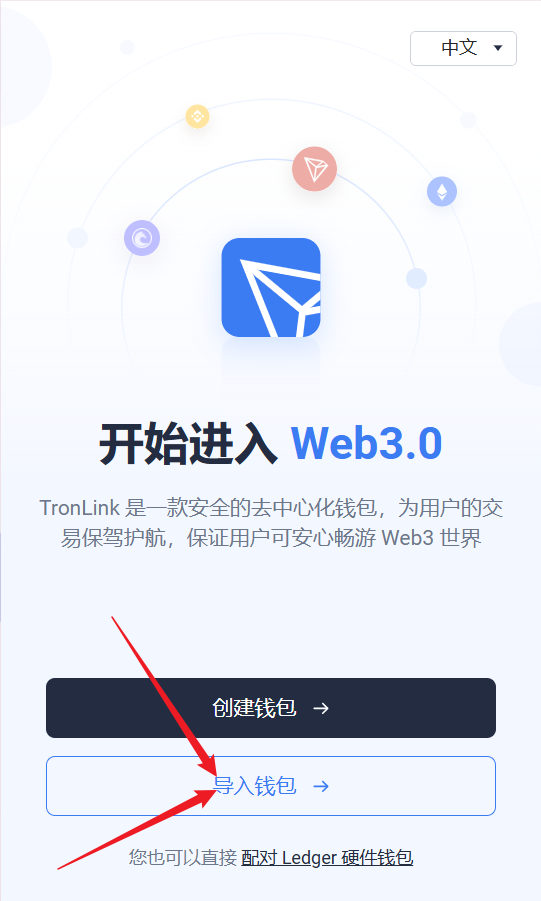 中文
开始进入 Web3.0
TronLink 是一款安全的去中心化钱包，为用户的交
易保驾护航，保证用户可安心畅游 Web3 世界
创建钱包 →
导入钱包 →
您也可以直接 配对 Ledger 硬件钱包